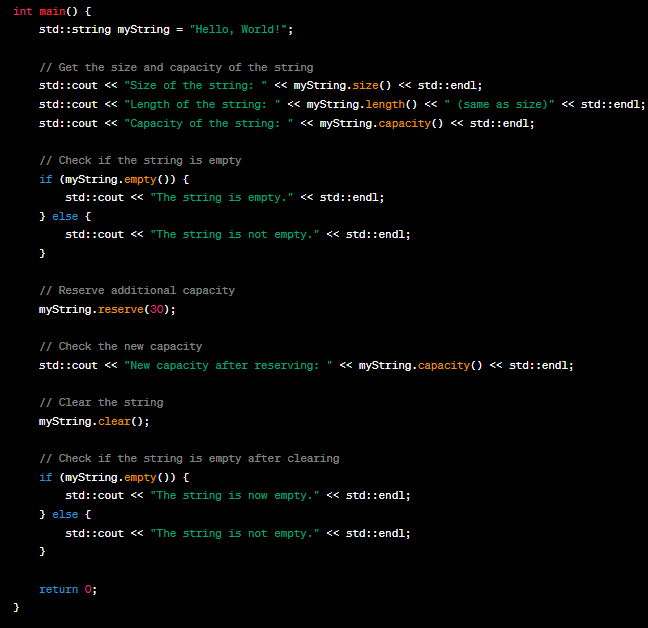 int main() {
    std::string myString = "Hello, World!";
    // Get the size and capacity of the string
    std::cout << "Size of the string: " << myString.size() << std::endl;
    std::cout << "Length of the string: " << myString.length() << " (same as size)" << std::endl;
    std::cout << "Capacity of the string: " << myString.capacity() << std::endl;
    // Check if the string is empty
    if (myString.empty()) {
        std::cout << "The string is empty." << std::endl;
    } else {
        std::cout << "The string is not empty." << std::endl;
    }
    // Reserve additional capacity
    myString.reserve(30);
    // Check the new capacity
    std::cout << "New capacity after reserving: " << myString.capacity() << std::endl;
    // Clear the string
    myString.clear();
    // Check if the string is empty after clearing
    if (myString.empty()) {
        std::cout << "The string is now empty." << std::endl;
    } else {
        std::cout << "The string is not empty." << std::endl;
    }
    return 0;
}